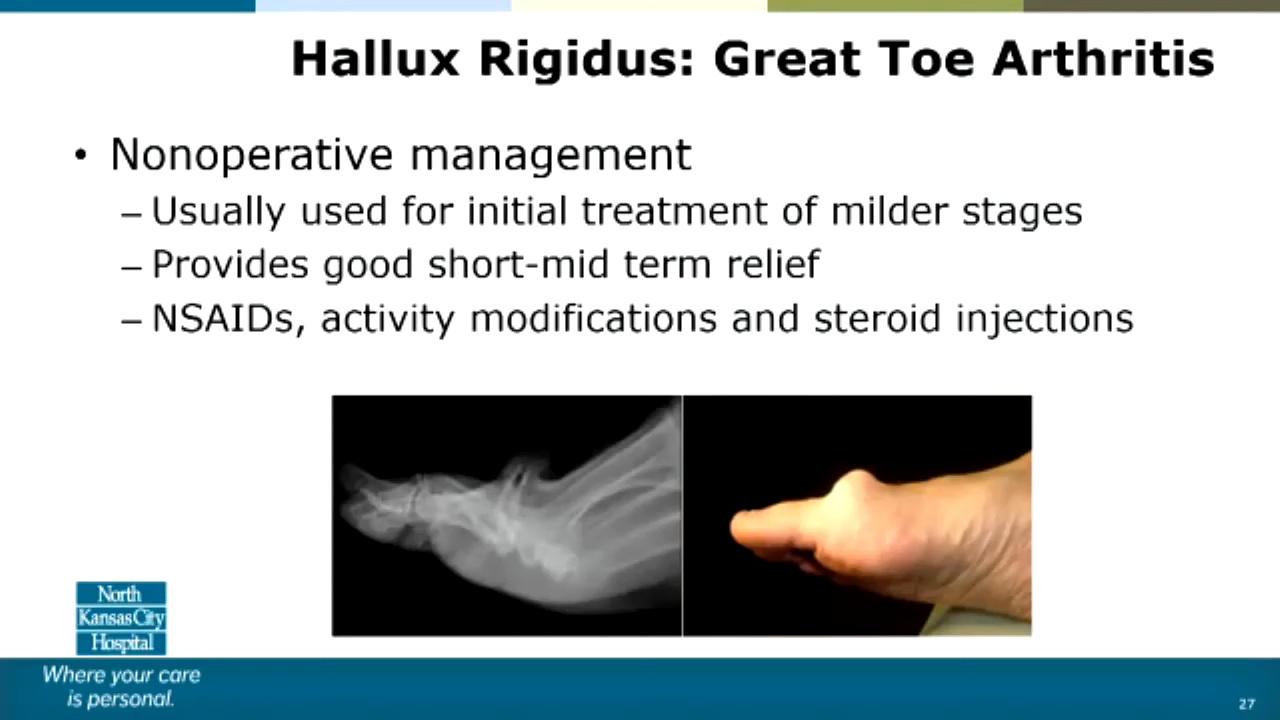 Hallux Rigidus: Great Toe Arthritis
• Nonoperative management
– Usually used for initial treatment of milder stages
– Provides good short-mid term relief
– NSAIDs, activity modifications and steroid injections
North
Kansas City
Hospital
Where your care
is personal.
27